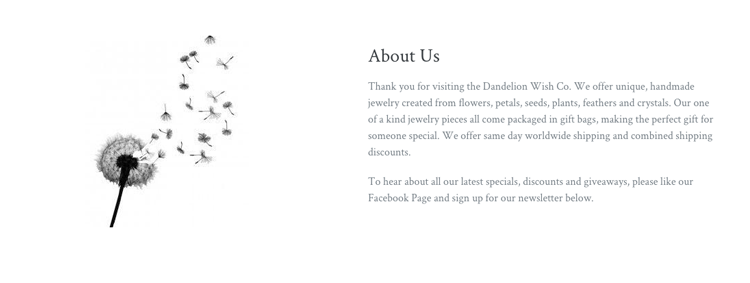 About Us
Thank you for visiting the Dandelion Wish Co. We offer unique, handmade
jewelry created from flowers, petals, seeds, plants, feathers and crystals. Our one
of a kind jewelry pieces all come packaged in gift bags, making the perfect gift for
someone special. We offer same day worldwide shipping and combined shipping
discounts.
To hear about all our latest specials, discounts and giveaways, please like our
Facebook Page and sign up for our newsletter below.